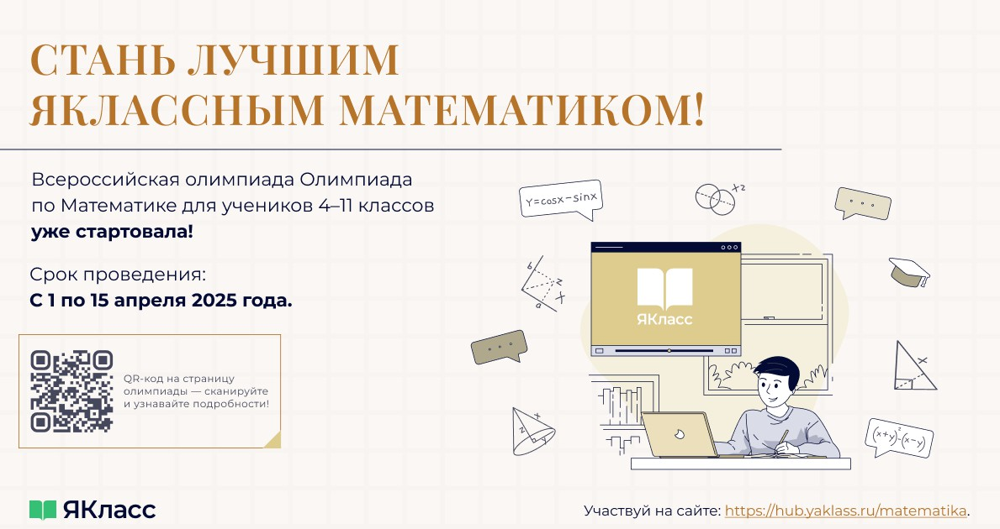 СТАНЬ ЛУЧШИМ
ЯКЛАССНЫМ МАТЕМАТИКОМ!
Всероссийская олимпиада Олимпиада
по Математике для учеников 4–11 классов
уже стартовала!
Срок проведения:
С 1 по 15 апреля 2025 года.
QR-код на страницу
олимпиады — сканируйте
и узнавайте подробности!
Y=cosx-sinx
x2
b
z
x
a
ЯКласс
x
x
z
y
(x+y)²-(x-y)
ЯКласс
Участвуй на сайте: https://hub.yaklass.ru/matematika.